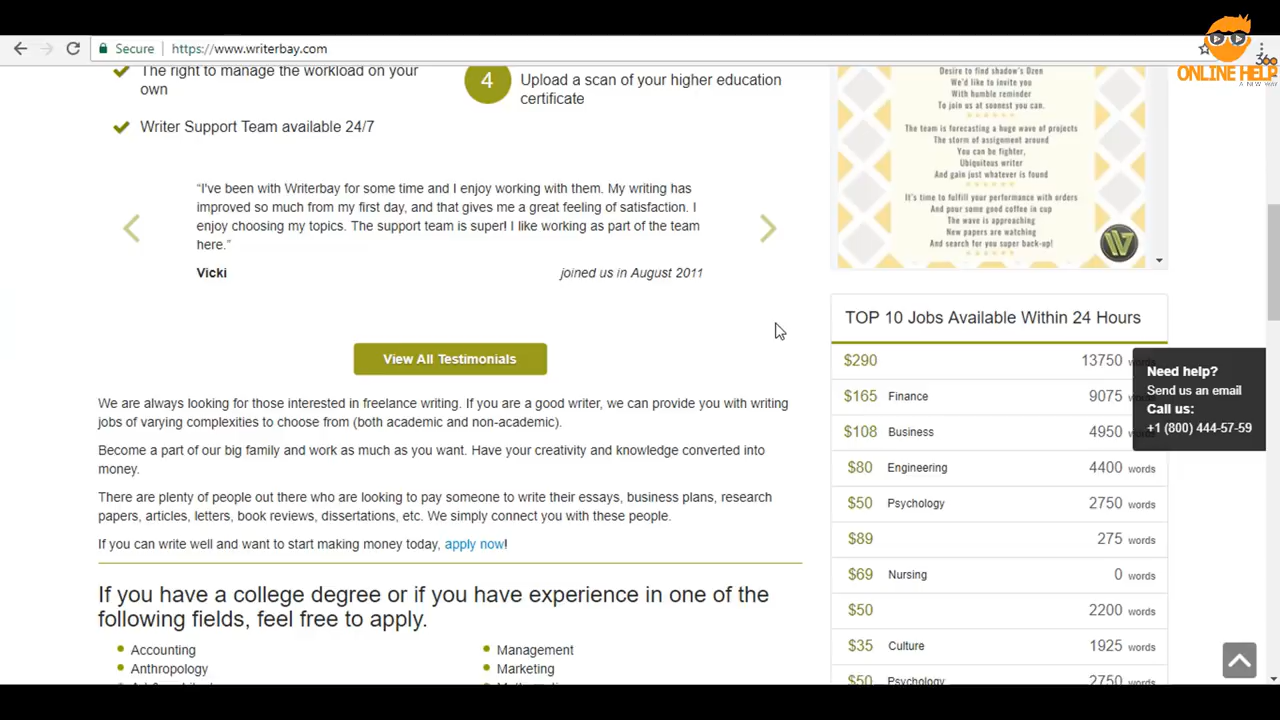 Secure
https://www.writerbay.com
360
ONLINE HELP
A NEW WAY
The right to manage the workload on your
own
Writer Support Team available 24/7
4
Upload a scan of your higher education
certificate
“I've been with Writerbay for some time and I enjoy working with them. My writing has
improved so much from my first day, and that gives me a great feeling of satisfaction. I
enjoy choosing my topics. The support team is super! I like working as part of the team
here.”
Vicki
joined us in August 2011
View All Testimonials
We are always looking for those interested in freelance writing. If you are a good writer, we can provide you with writing
jobs of varying complexities to choose from (both academic and non-academic).
Become a part of our big family and work as much as you want. Have your creativity and knowledge converted into
money.
There are plenty of people out there who are looking to pay someone to write their essays, business plans, research
papers, articles, letters, book reviews, dissertations, etc. We simply connect you with these people.
If you can write well and want to start making money today, apply now!
If you have a college degree or if you have experience in one of the
following fields, feel free to apply.
Accounting
Anthropology
Management
Marketing
Desire to find shadow's Dzen
We'd like to invite you
With humble reminder
To join us at soonest you can.
The team is forecasting a huge wave of projects
The storm of assignment around
You can be fighter,
Ubiquitous writer
And gain just whatever is found
It's time to fulfill your performance with orders
And pour some good coffee in cup
The wave is approaching
New papers are watching
And search for you super back-up!
TOP 10 Jobs Available Within 24 Hours
$290 13750 words
$165 Finance 9075 words
$108 Business 4950 words
$80 Engineering 4400 words
$50 Psychology 2750 words
$89 275 words
$69 Nursing 0 words
$50 2200 words
$35 Culture 1925 words
$50 Psychology 2750 words
Need help?
Send us an email
Call us:
+1 (800) 444-57-59